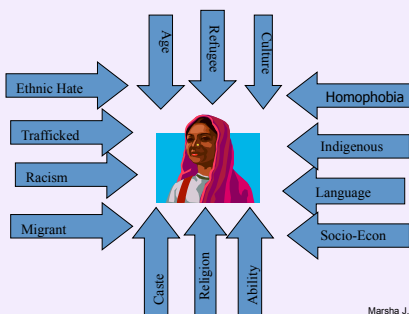 Age
Refugee
Culture
Ethnic Hate
Homophobia
Trafficked
Indigenous
Racism
Language
Migrant
Socio-Econ
Caste
Religion
Ability
Marsha J.